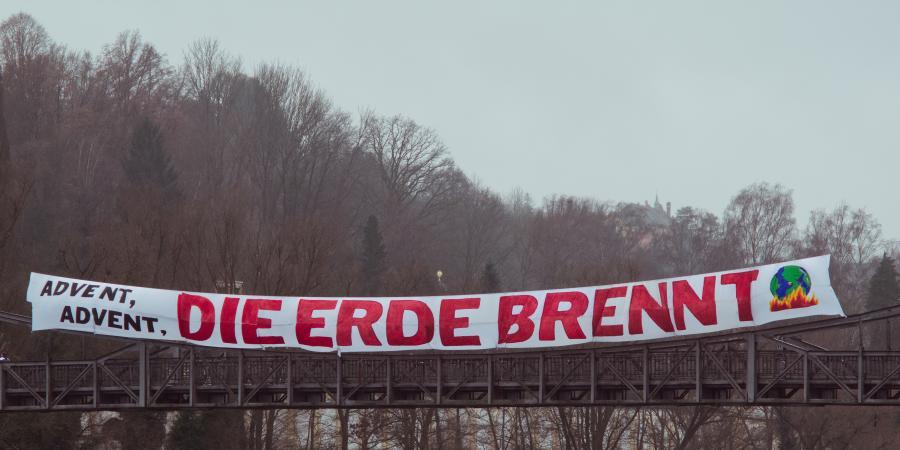 ADVENT,
ADVENT,
DIE ERDE BRENNT